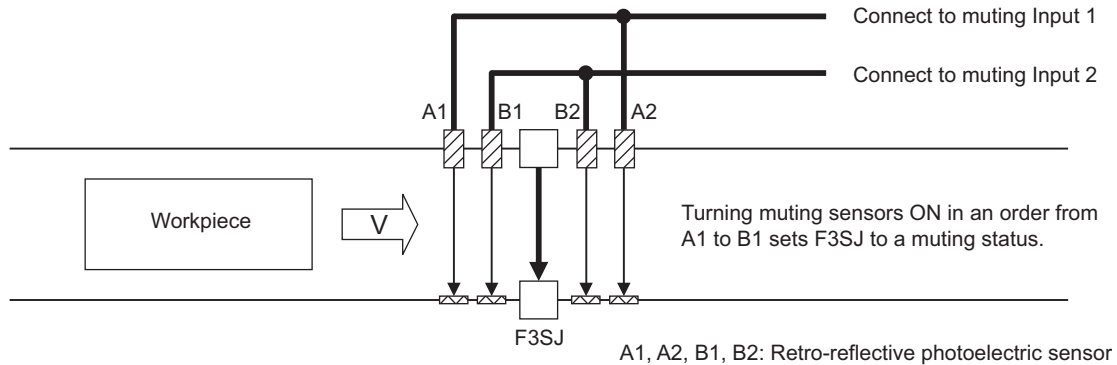 Connect to muting Input 1
Connect to muting Input 2
A1 B1 B2 A2
Workpiece
V
Turning muting sensors ON in an order from
A1 to B1 sets F3SJ to a muting status.
F3SJ
A1, A2, B1, B2: Retro-reflective photoelectric sensor